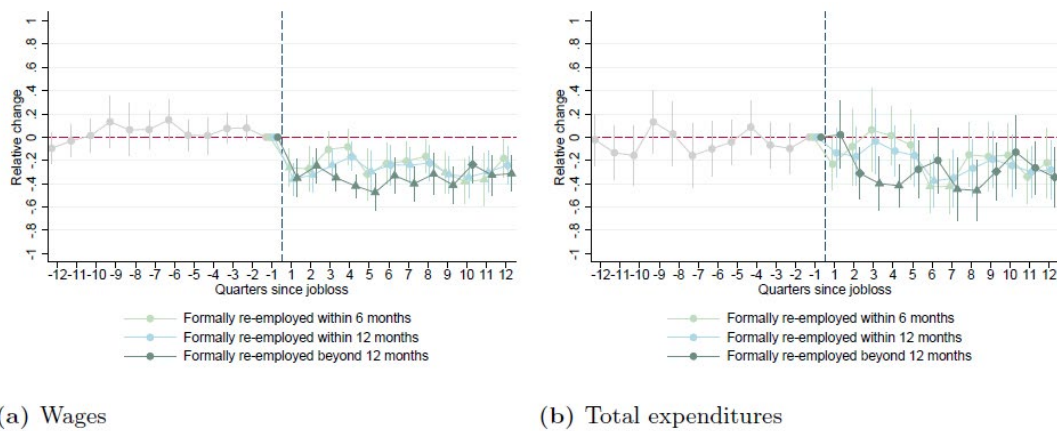 1
.8
.6
.4
.2
0
-.2
-.4
-.6
-.8
-1
Relative change
-12 -11 -10 -9 -8 -7 -6 -5 -4 -3 -2 -1 1 2 3 4 5 6 7 8 9 10 11 12
Quarters since jobloss
Formally re-employed within 6 months
Formally re-employed within 12 months
Formally re-employed beyond 12 months
(a) Wages
1
.8
.6
.4
.2
0
-.2
-.4
-.6
-.8
-1
Relative change
-12 -11 -10 -9 -8 -7 -6 -5 -4 -3 -2 -1 1 2 3 4 5 6 7 8 9 10 11 12
Quarters since jobloss
Formally re-employed within 6 months
Formally re-employed within 12 months
Formally re-employed beyond 12 months
(b) Total expenditures